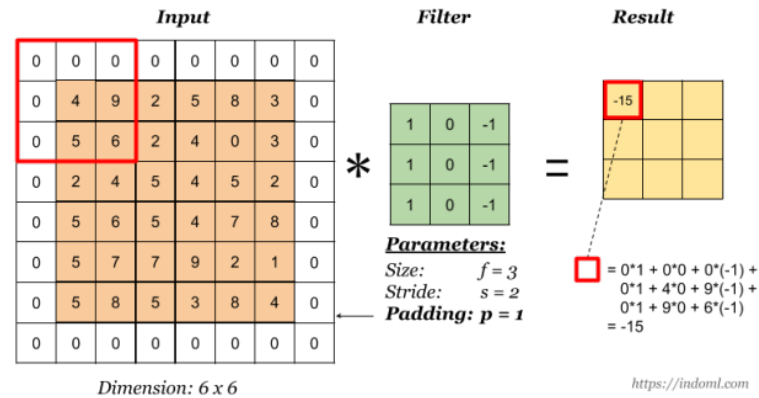 Input Filter Result
0 0 0 0 0 0 0 0
0 4 9 2 5 8 3 0
0 5 6 2 4 0 3 0
0 2 4 5 4 5 2 0
0 5 6 5 4 7 8 0
0 5 7 7 9 2 1 0
0 5 8 5 3 8 4 0
0 0 0 0 0 0 0 0
Dimension: 6 x 6
*
1 0 -1
1 0 -1
1 0 -1
Parameters:
Size: f = 3
Stride: s = 2
Padding: p = 1
=
-15
= 0*1 + 0*0 + 0*(-1) +
0*1 + 4*0 + 9*(-1) +
0*1 + 9*0 + 6*(-1)
= -15
https://indoml.com